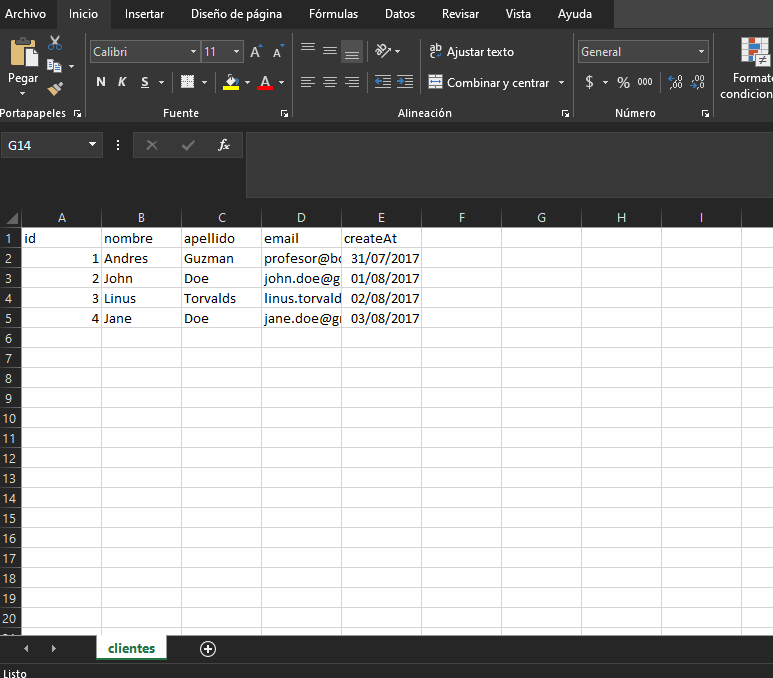 Archivo Inicio Insertar Diseño de página Fórmulas Datos Revisar Vista Ayuda
Pegar
Calibri 11
N K S
ab Ajustar texto
Combinar y centrar
General
$ % 000
Formato
condicion
Portapapeles Fuente Alineación Número
G14 fx
A B C D E F G H I
1 id nombre apellido email createAt
2 1 Andres Guzman profesor@bo 31/07/2017
3 2 John Doe john.doe@g 01/08/2017
4 3 Linus Torvalds linus.torvald 02/08/2017
5 4 Jane Doe jane.doe@g 03/08/2017
6
7
8
9
10
11
12
13
14
15
16
17
18
19
20
clientes
Listo